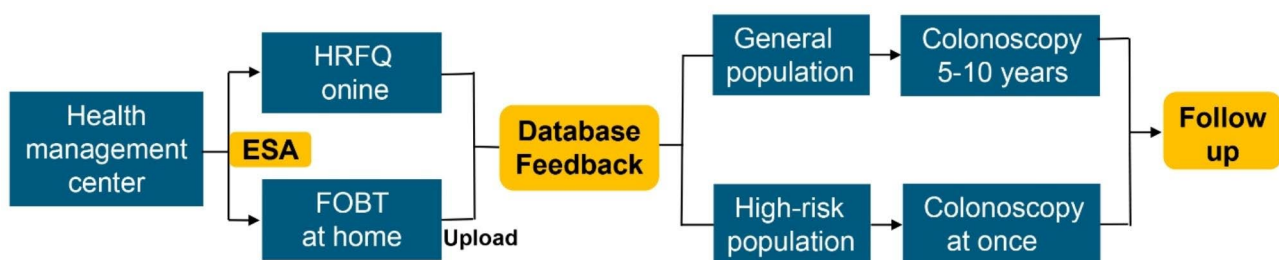 Health
management
center
ESA
HRFQ
onine
FOBT
at home
Upload
Database
Feedback
General
population
Colonoscopy
5-10 years
High-risk
population
Colonoscopy
at once
Follow
up